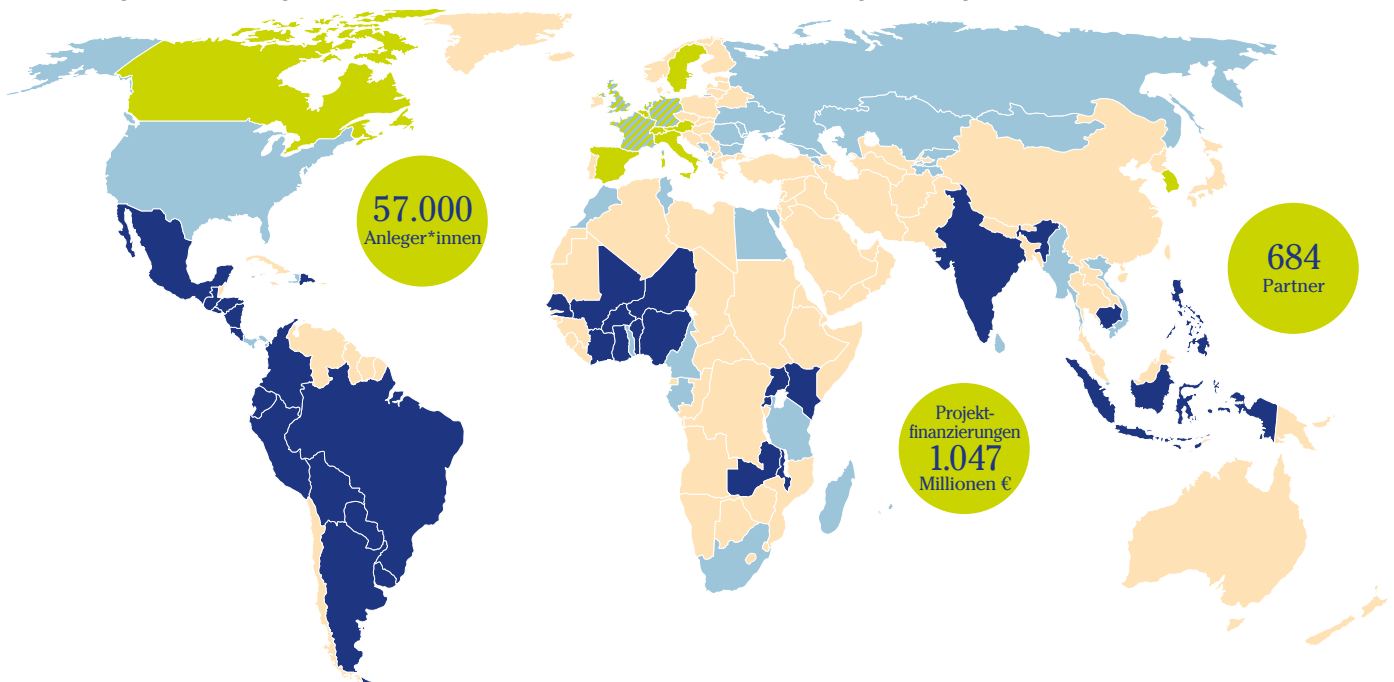 57.000
Anleger*innen
684
Partner
Projekt-
finanzierungen
1.047
Millionen €